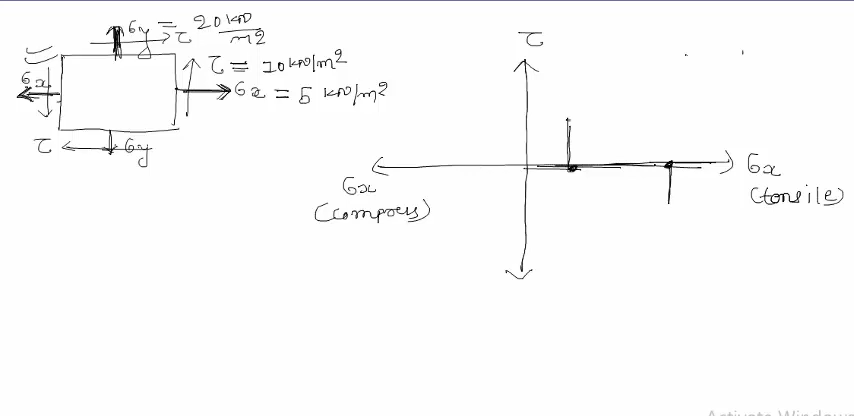 σy = 20 kN/m2
τ
τ = 10 kN/m2
σx
σx = 5 kN/m2
τ
σy
τ
σx
(compress)
σx
(tensile)